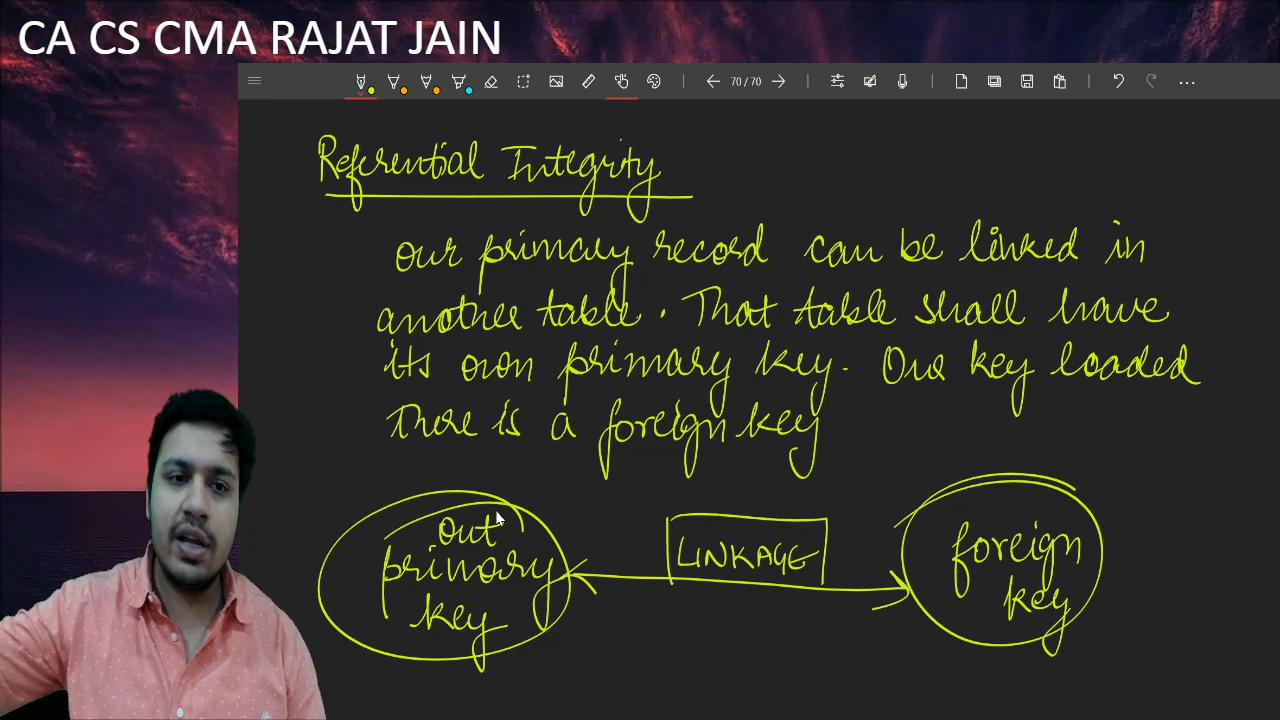 CA CS CMA RAJAT JAIN
70/70
Referential Integrity
our primary record can be linked in
another table. That table shall have
its own primary key. Our key loaded
there is a foreign key
out
primary
key
LINKAGE
foreign
key